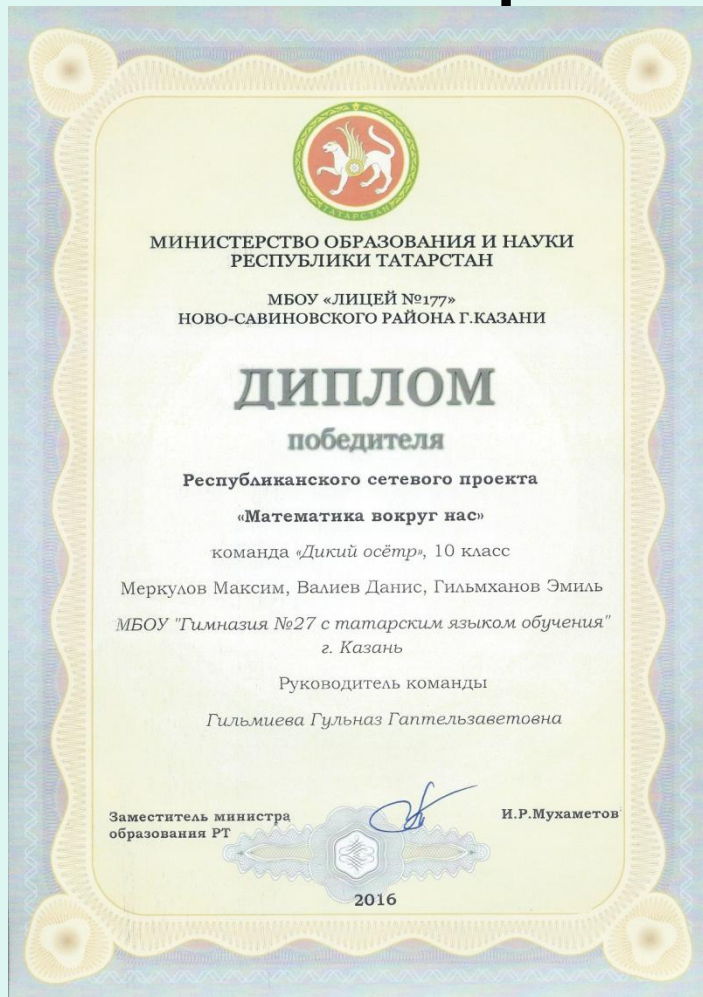 ТАТАРСТАН
МИНИСТЕРСТВО ОБРАЗОВАНИЯ И НАУКИ
РЕСПУБЛИКИ ТАТАРСТАН
МБОУ «ЛИЦЕЙ №177»
НОВО-САВИНОВСКОГО РАЙОНА Г.КАЗАНИ
ДИПЛОМ
победителя
Республиканского сетевого проекта
«Математика вокруг нас»
команда «Дикий осётр», 10 класс
Меркулов Максим, Валиев Данис, Гильмханов Эмиль
МБОУ "Гимназия №27 с татарским языком обучения"
г. Казань
Руководитель команды
Гильмиева Гульназ Гаптельзаветовна
Заместитель министра
образования РТ
И.Р.Мухаметов
2016